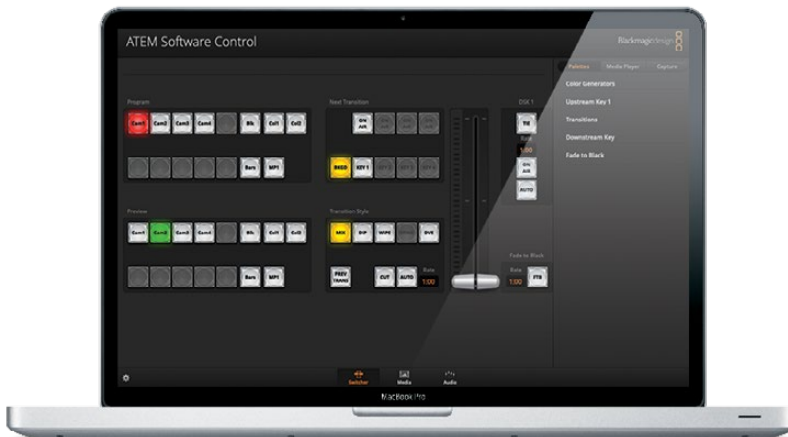 ATEM Software Control
Blackmagicdesign
Palettes Media Player Capture
Color Generators
Upstream Key 1
Transitions
Downstream Key
Fade to Black
Program
Cam1 Cam2 Cam3 Cam4 Blk Col1 Col2
Bars MP1
Next Transition
ON AIR
BKGD KEY 1
DSK 1
TIE
Rate
1:00
ON AIR
AUTO
Preview
Cam1 Cam2 Cam3 Cam4 Blk Col1 Col2
Bars MP1
Transition Style
MIX DIP WIPE DVE
PREV TRANS
CUT AUTO
Rate
1:00
Fade to Black
Rate
1:00
FTB
Switcher Media Audio
MacBook Pro